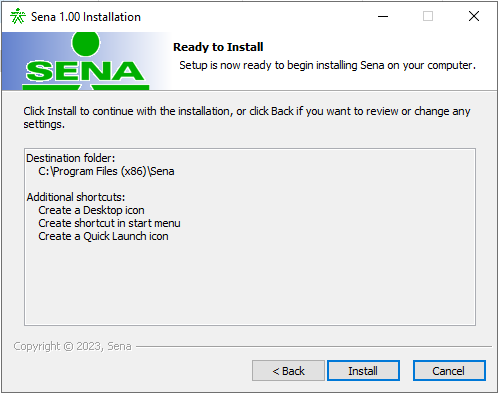 Sena 1.00 Installation
SENA
Ready to Install
Setup is now ready to begin installing Sena on your computer.
Click Install to continue with the installation, or click Back if you want to review or change any
settings.
Destination folder:
C:\Program Files (x86)\Sena
Additional shortcuts:
Create a Desktop icon
Create shortcut in start menu
Create a Quick Launch icon
Copyright © 2023, Sena
< Back
Install
Cancel